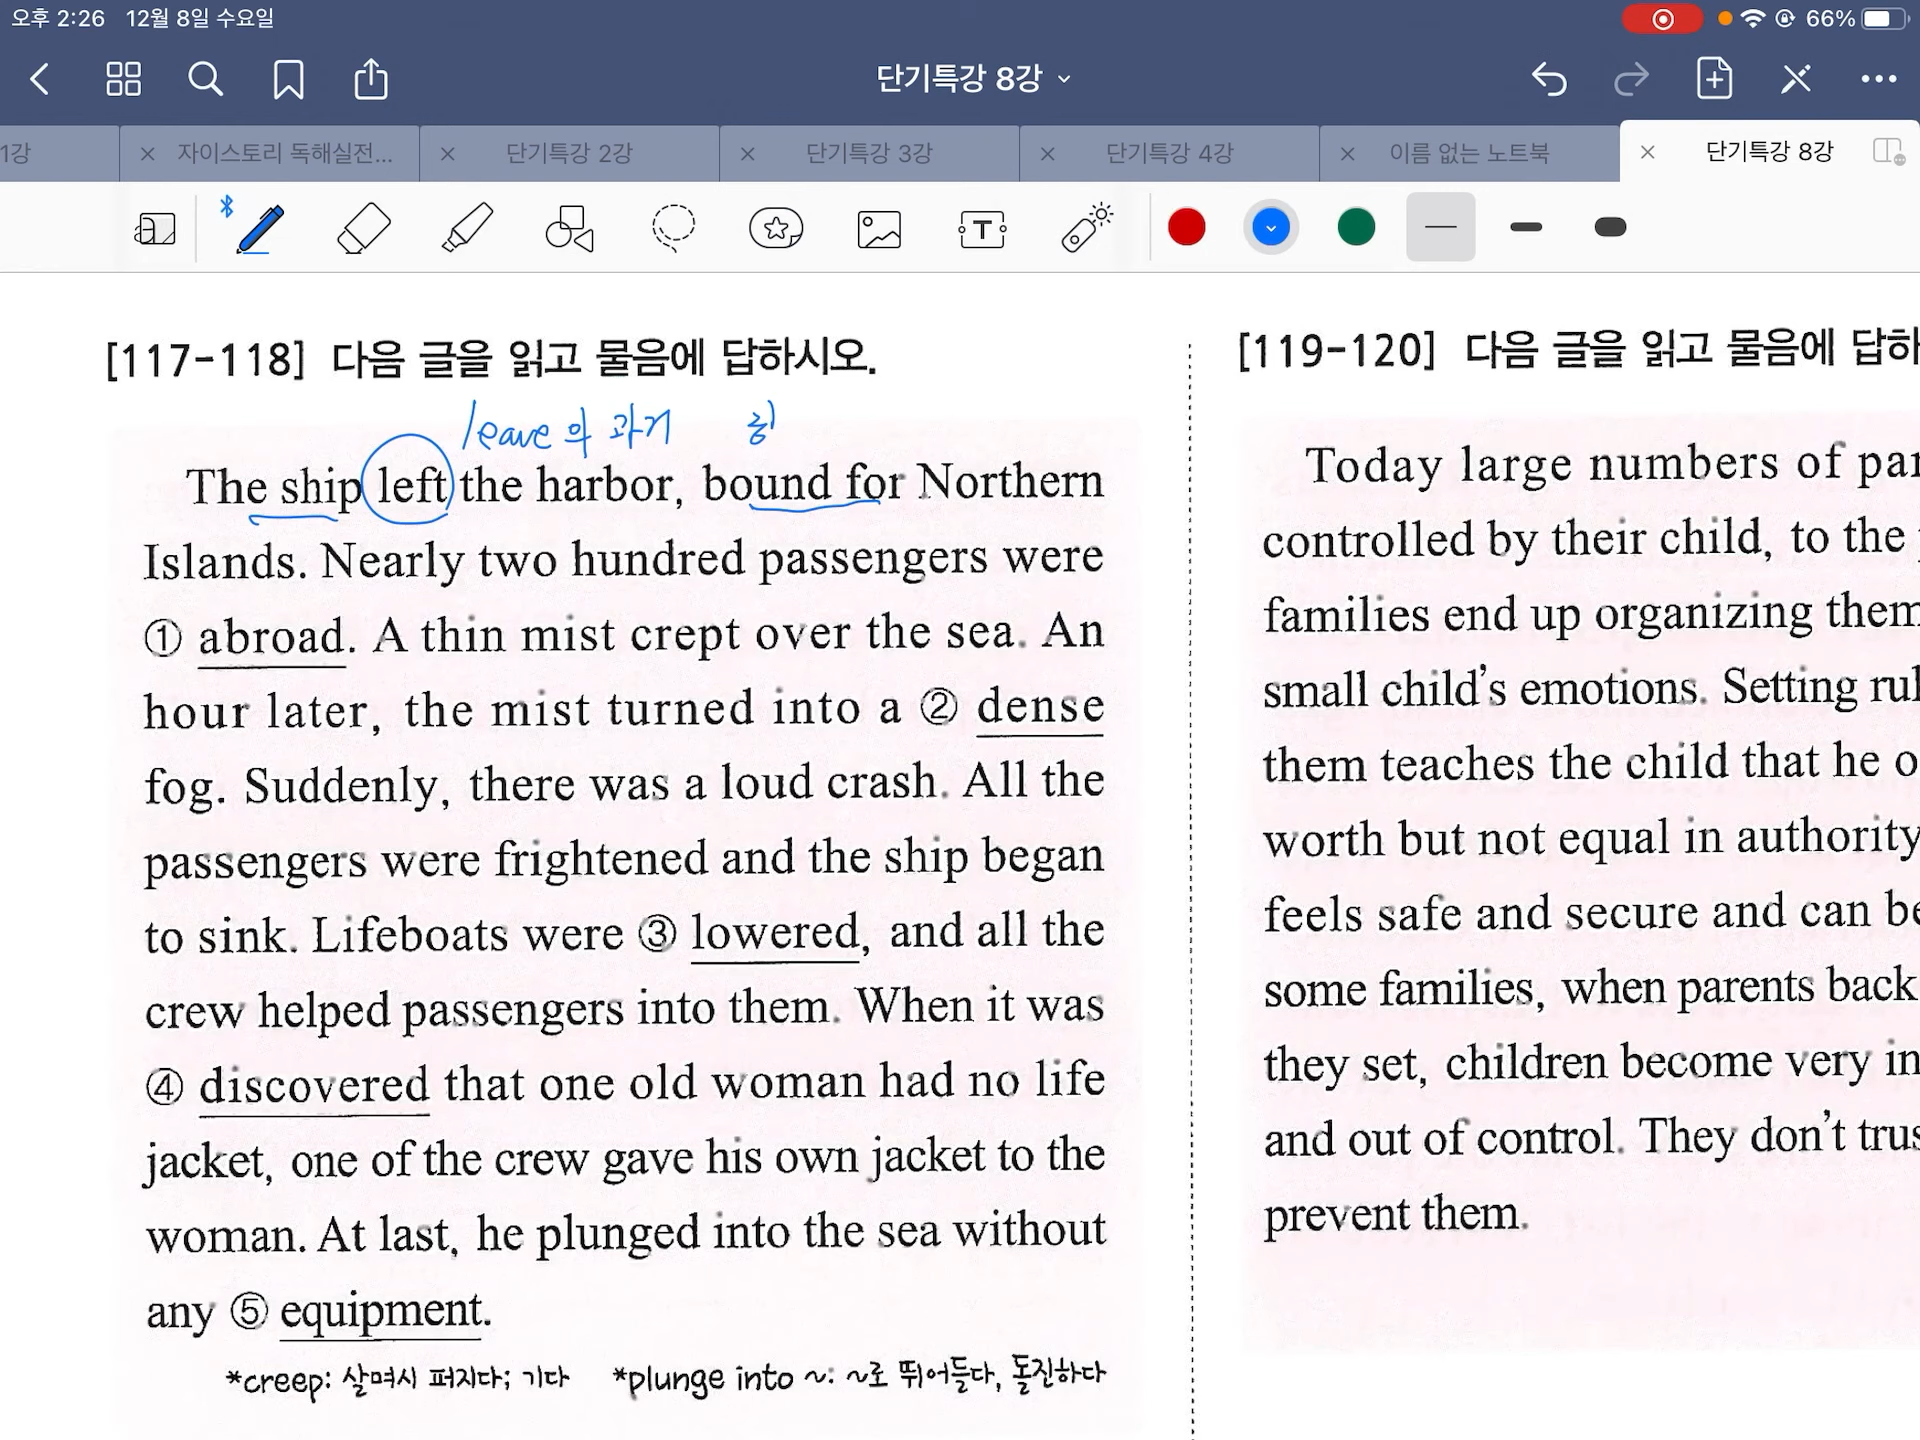 오후 2:26 12월 8일 수요일
66%
단기특강 8강
1강
자이스토리 독해실전...
단기특강 2강
단기특강 3강
단기특강 4강
이름 없는 노트북
단기특강 8강
[117-118] 다음 글을 읽고 물음에 답하시오.
leave의 과거
The ship left the harbor, bound for Northern
Islands. Nearly two hundred passengers were
① abroad. A thin mist crept over the sea. An
hour later, the mist turned into a ② dense
fog. Suddenly, there was a loud crash. All the
passengers were frightened and the ship began
to sink. Lifeboats were ③ lowered, and all the
crew helped passengers into them. When it was
④ discovered that one old woman had no life
jacket, one of the crew gave his own jacket to the
woman. At last, he plunged into the sea without
any ⑤ equipment.
*creep: 살며시 퍼지다; 기다 *plunge into ~: ~로 뛰어들다, 돌진하다
[119-120] 다음 글을 읽고 물음에 답하
Today large numbers of par
controlled by their child, to the
families end up organizing them
small child's emotions. Setting rul
them teaches the child that he o
worth but not equal in authority
feels safe and secure and can be
some families, when parents back
they set, children become very in
and out of control. They don't trus
prevent them.